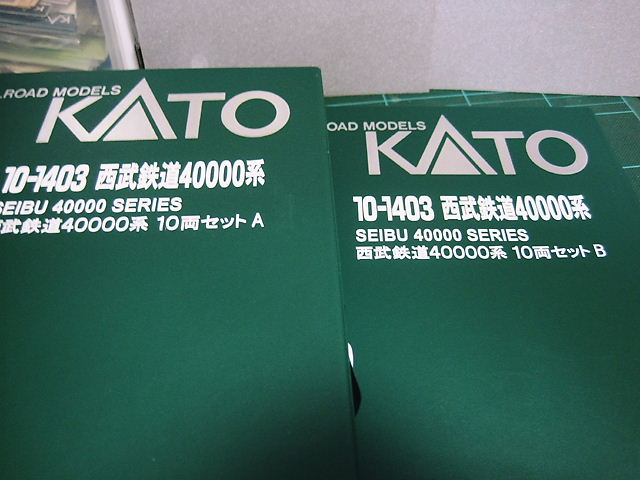 ROAD MODELS
KATO
10-1403 西武鉄道40000系
SEIBU 40000 SERIES
武鉄道40000系 10両セット A
OAD MODELS
KATO
10-1403 西武鉄道40000系
SEIBU 40000 SERIES
西武鉄道40000系 10両セット B